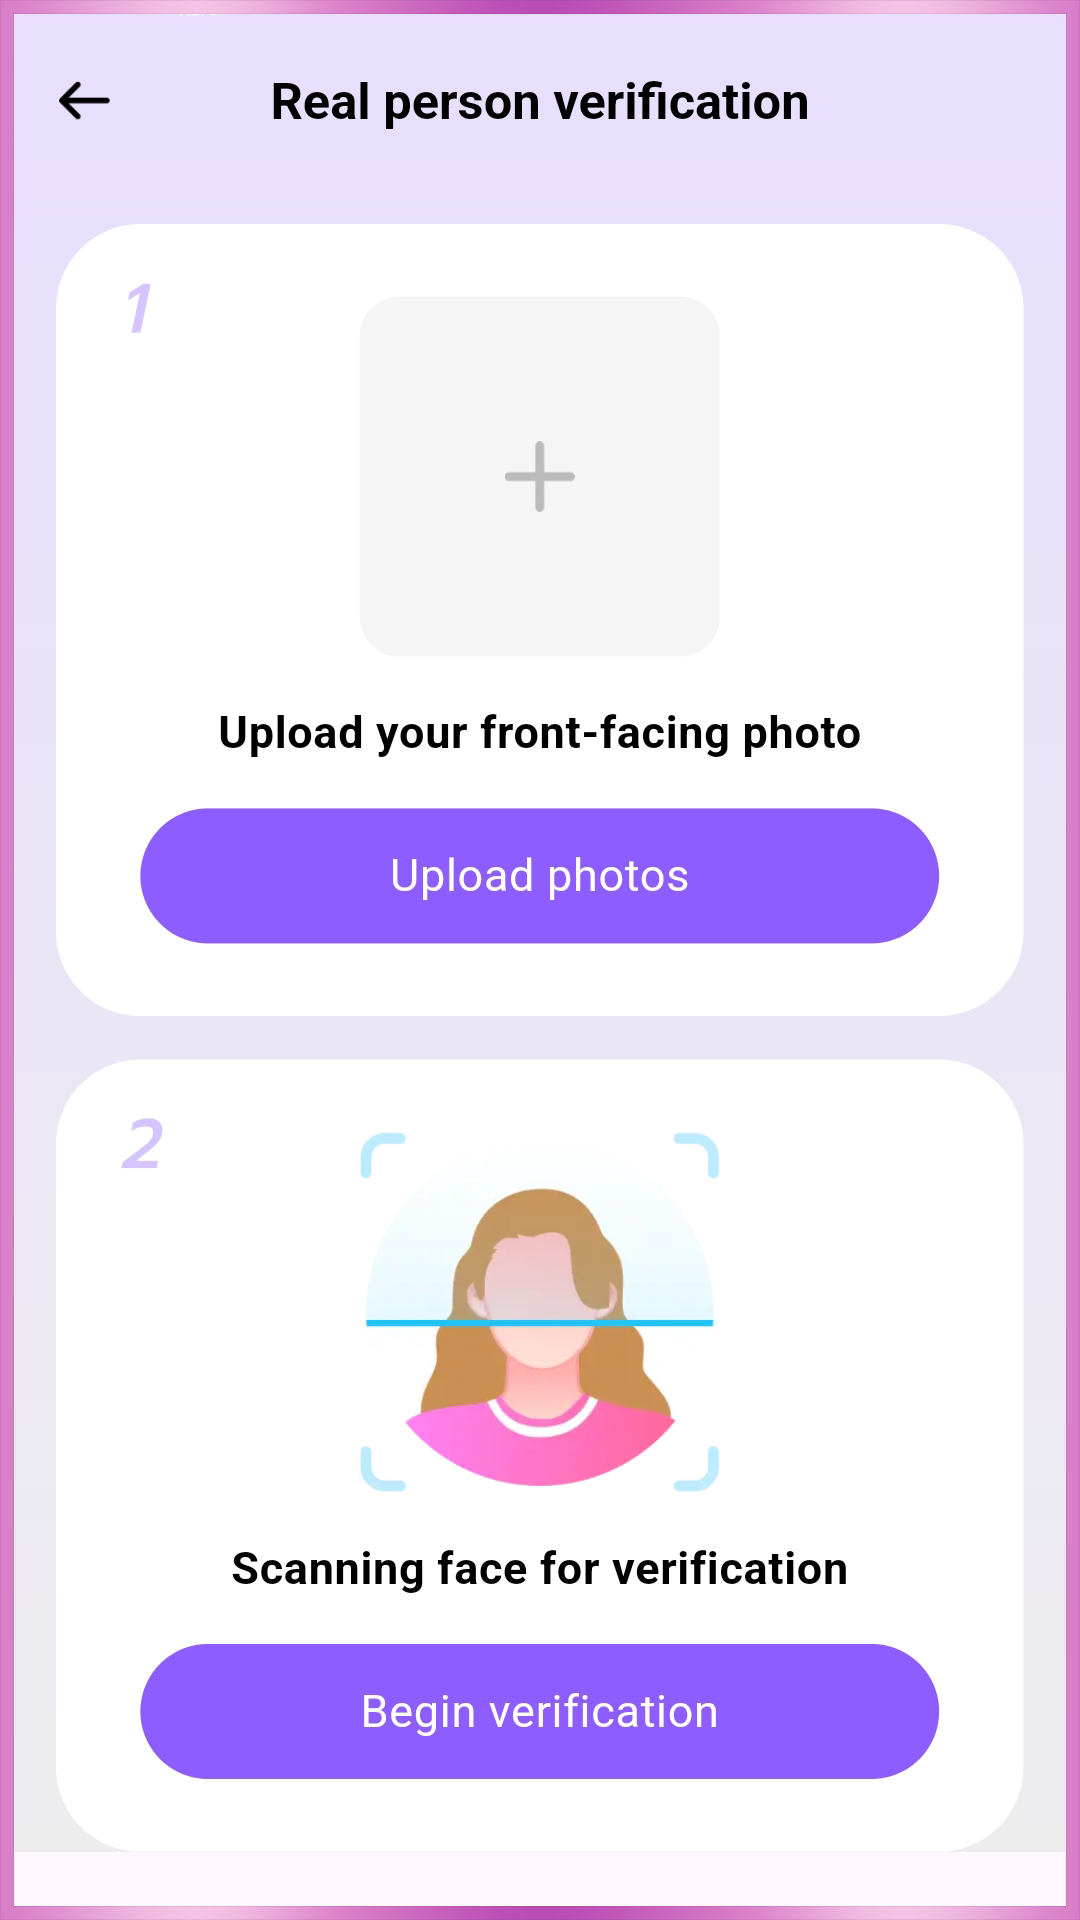 Real person verification
1
Upload your front-facing photo
Upload photos
2
Scanning face for verification
Begin verification